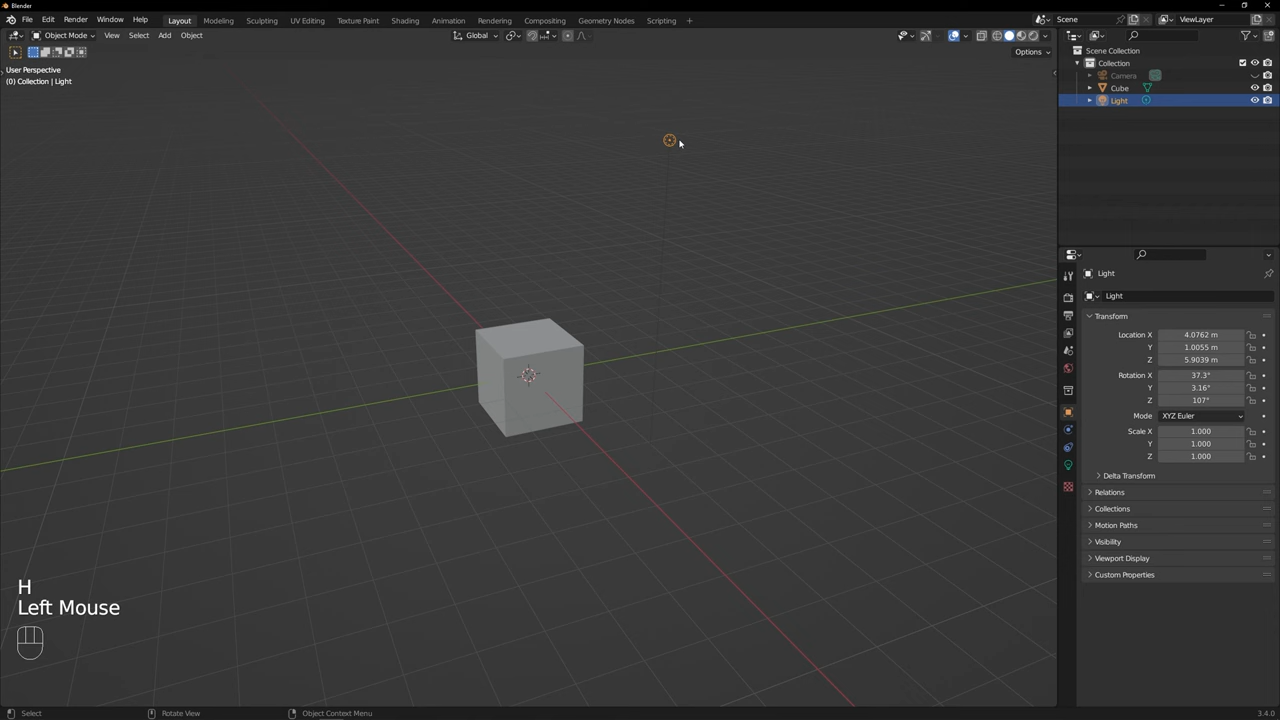 Blender
File Edit Render Window Help
Layout Modeling Sculpting UV Editing Texture Paint Shading Animation Rendering Compositing Geometry Nodes Scripting +
Scene
ViewLayer
Object Mode View Select Add Object
Global
Options
User Perspective
(0) Collection | Light
Scene Collection
Collection
Camera
Cube
Light
Light
Light
Transform
Location X 4.0762 m
Y 1.0055 m
Z 5.9039 m
Rotation X 37.3°
Y 3.16°
Z 107°
Mode XYZ Euler
Scale X 1.000
Y 1.000
Z 1.000
Delta Transform
Relations
Collections
Motion Paths
Visibility
Viewport Display
Custom Properties
H
Left Mouse
Select Rotate View Object Context Menu
3.4.0